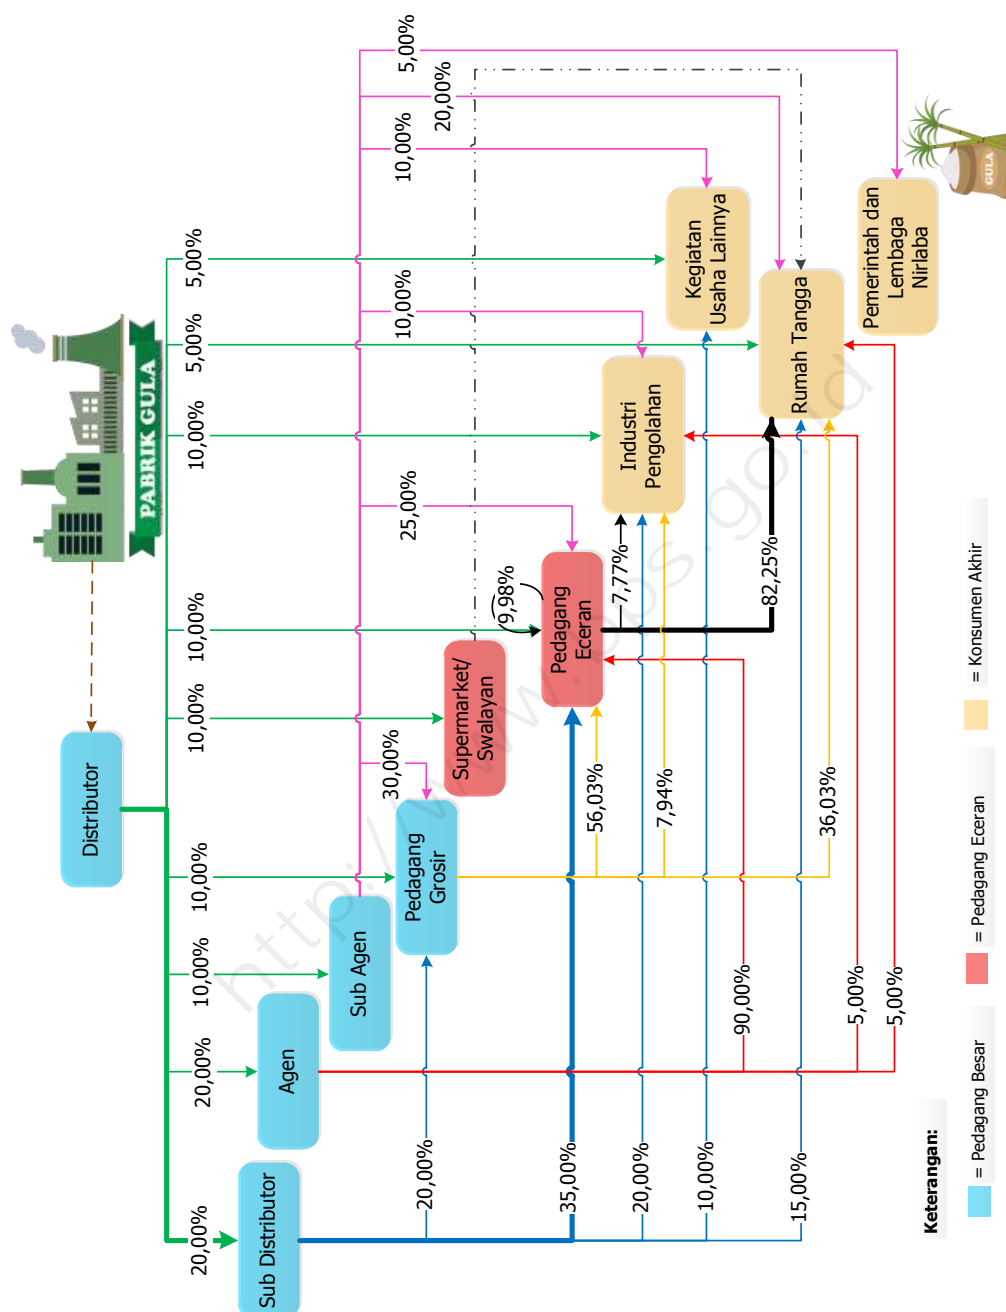 PABRIK GULA
GULA
Distributor
20,00%
20,00%
10,00%
10,00%
10,00%
10,00%
10,00%
5,00%
5,00%
Sub Distributor
Agen
Sub Agen
Pedagang
Grosir
Supermarket/
Swalayan
Pedagang
Eceran
Industri
Pengolahan
Kegiatan
Usaha Lainnya
Rumah Tangga
Pemerintah dan
Lembaga
Nirlaba
30,00%
25,00%
10,00%
10,00%
20,00%
5,00%
9,98%
7,77%
82,25%
56,03%
7,94%
36,03%
90,00%
5,00%
5,00%
20,00%
35,00%
20,00%
10,00%
15,00%
Keterangan:
= Pedagang Besar
= Pedagang Eceran
= Konsumen Akhir
http://www.bps.go.id